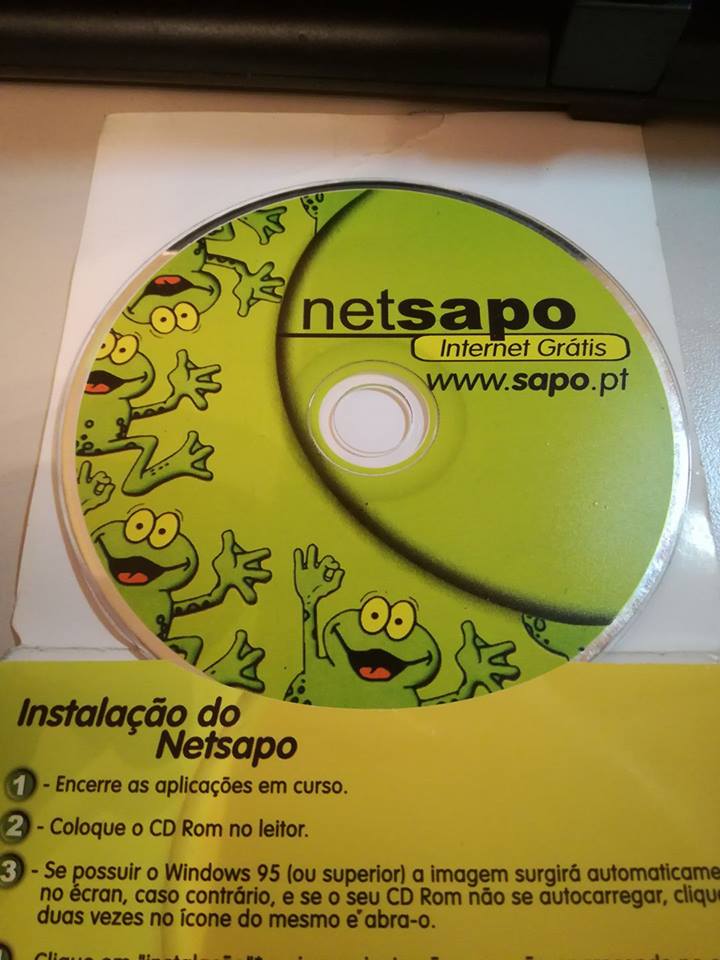 netsapo
Internet Grátis
www.sapo.pt
Instalação do
Netsapo
1 - Encerre as aplicações em curso.
2 - Coloque o CD Rom no leitor.
3 - Se possuir o Windows 95 (ou superior) a imagem surgirá
no écran, caso contrário, e se o seu CD Rom não se autocarregar,
duas vezes no ícone do mesmo e abra-o.